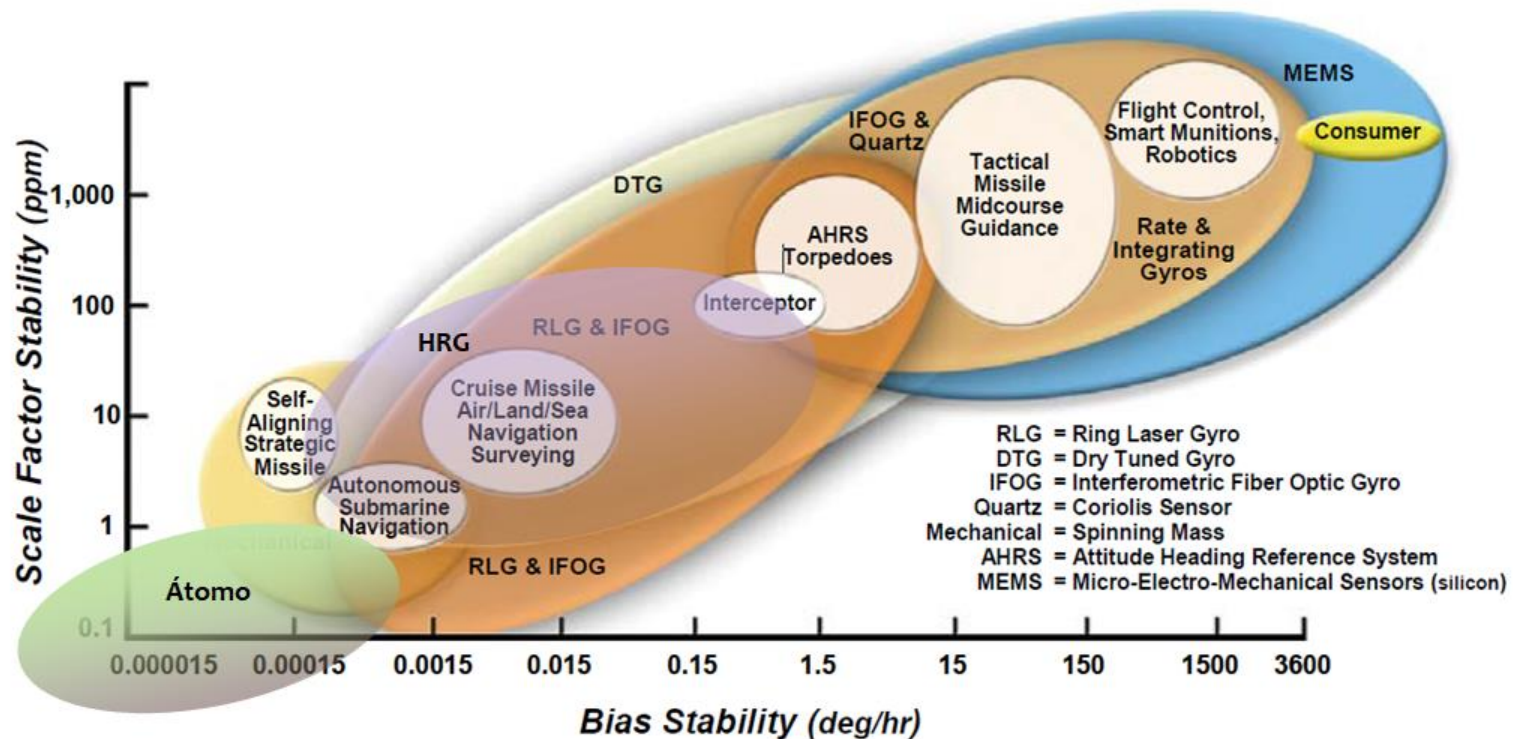 Scale Factor Stability (ppm)
1,000
100
10
1
0.1
0.000015
0.00015
0.0015
0.015
0.15
1.5
15
150
1500
3600
Bias Stability (deg/hr)
MEMS
Consumer
Flight Control,
Smart Munitions,
Robotics
IFOG &
Quartz
Tactical
Missile
Midcourse
Guidance
Rate &
Integrating
Gyros
DTG
AHRS
Torpedoes
Interceptor
RLG & IFOG
HRG
Cruise Missile
Air/Land/Sea
Navigation
Surveying
Self-
Aligning
Strategic
Missile
Autonomous
Submarine
Navigation
Mechanical
RLG & IFOG
Átomo
RLG = Ring Laser Gyro
DTG = Dry Tuned Gyro
IFOG = Interferometric Fiber Optic Gyro
Quartz = Coriolis Sensor
Mechanical = Spinning Mass
AHRS = Attitude Heading Reference System
MEMS = Micro-Electro-Mechanical Sensors (silicon)